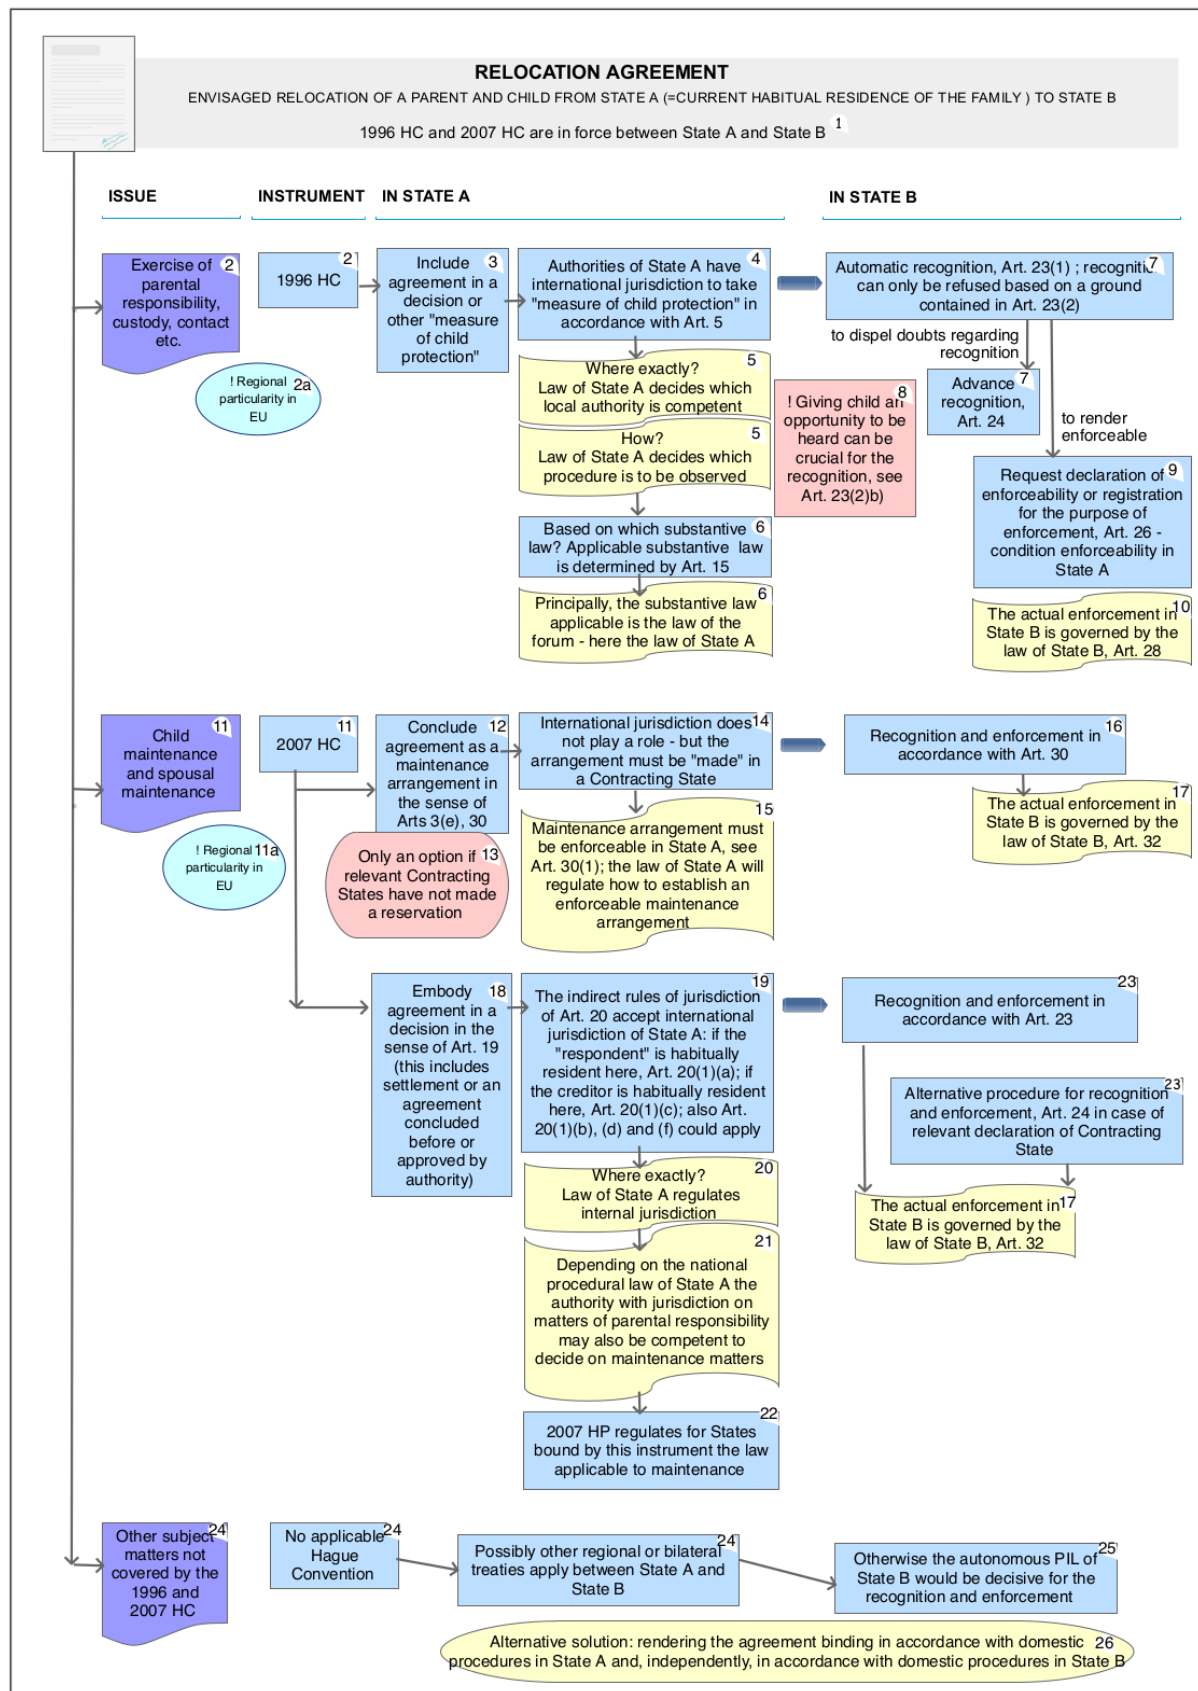 RELOCATION AGREEMENT
ENVISAGED RELOCATION OF A PARENT AND CHILD FROM STATE A (=CURRENT HABITUAL RESIDENCE OF THE FAMILY ) TO STATE B
1996 HC and 2007 HC are in force between State A and State B 1
ISSUE
INSTRUMENT
IN STATE A
IN STATE B
Exercise of 2
parental
responsibility,
custody, contact
etc.
! Regional 2a
particularity in
EU
2
1996 HC
Include 3
agreement in a
decision or
other "measure
of child
protection"
Authorities of State A have 4
international jurisdiction to take
"measure of child protection" in
accordance with Art. 5
Where exactly? 5
Law of State A decides which
local authority is competent
How? 5
Law of State A decides which
procedure is to be observed
Based on which substantive 6
law? Applicable substantive law
is determined by Art. 15
Principally, the substantive law 6
applicable is the law of the
forum - here the law of State A
Automatic recognition, Art. 23(1) ; recogniti 7
can only be refused based on a ground
contained in Art. 23(2)
to dispel doubts regarding
recognition
Advance 7
recognition,
Art. 24
8
! Giving child an
opportunity to be
heard can be
crucial for the
recognition, see
Art. 23(2)b)
to render
enforceable
Request declaration of 9
enforceability or registration
for the purpose of
enforcement, Art. 26 -
condition enforceability in
State A
The actual enforcement in 10
State B is governed by the
law of State B, Art. 28
11
Child
maintenance
and spousal
maintenance
! Regional 11a
particularity in
EU
11
2007 HC
Conclude 12
agreement as a
maintenance
arrangement in
the sense of
Arts 3(e), 30
Only an option if 13
relevant Contracting
States have not made
a reservation
International jurisdiction does 14
not play a role - but the
arrangement must be "made" in
a Contracting State
15
Maintenance arrangement must
be enforceable in State A, see
Art. 30(1); the law of State A will
regulate how to establish an
enforceable maintenance
arrangement
Recognition and enforcement in 16
accordance with Art. 30
The actual enforcement in 17
State B is governed by the
law of State B, Art. 32
Embody 18
agreement in a
decision in the
sense of Art. 19
(this includes
settlement or an
agreement
concluded
before or
approved by
authority)
19
The indirect rules of jurisdiction
of Art. 20 accept international
jurisdiction of State A: if the
"respondent" is habitually
resident here, Art. 20(1)(a); if
the creditor is habitually resident
here, Art. 20(1)(c); also Art.
20(1)(b), (d) and (f) could apply
Where exactly? 20
Law of State A regulates
internal jurisdiction
21
Depending on the national
procedural law of State A the
authority with jurisdiction on
matters of parental responsibility
may also be competent to
decide on maintenance matters
22
2007 HP regulates for States
bound by this instrument the law
applicable to maintenance
23
Recognition and enforcement in
accordance with Art. 23
23
Alternative procedure for recognition
and enforcement, Art. 24 in case of
relevant declaration of Contracting
State
The actual enforcement in 17
State B is governed by the
law of State B, Art. 32
Other subject 24
matters not
covered by the
1996 and
2007 HC
No applicable 24
Hague
Convention
24
Possibly other regional or bilateral
treaties apply between State A and
State B
25
Otherwise the autonomous PIL of
State B would be decisive for the
recognition and enforcement
Alternative solution: rendering the agreement binding in accordance with domestic 26
procedures in State A and, independently, in accordance with domestic procedures in State B